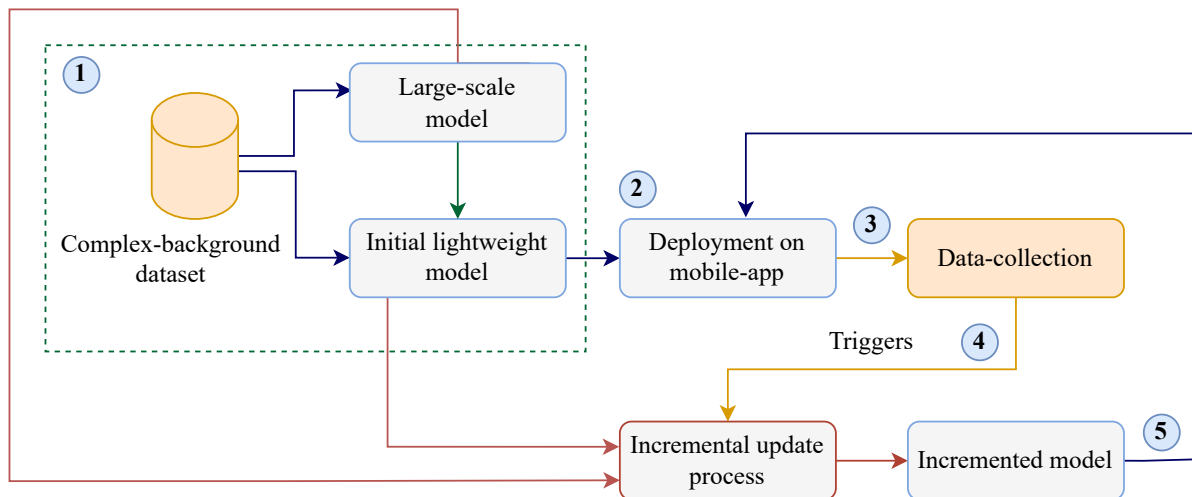 1
Large-scale
model
Complex-background
dataset
Initial lightweight
model
2
Deployment on
mobile-app
3
Data-collection
Triggers
4
Incremental update
process
Incremented model
5